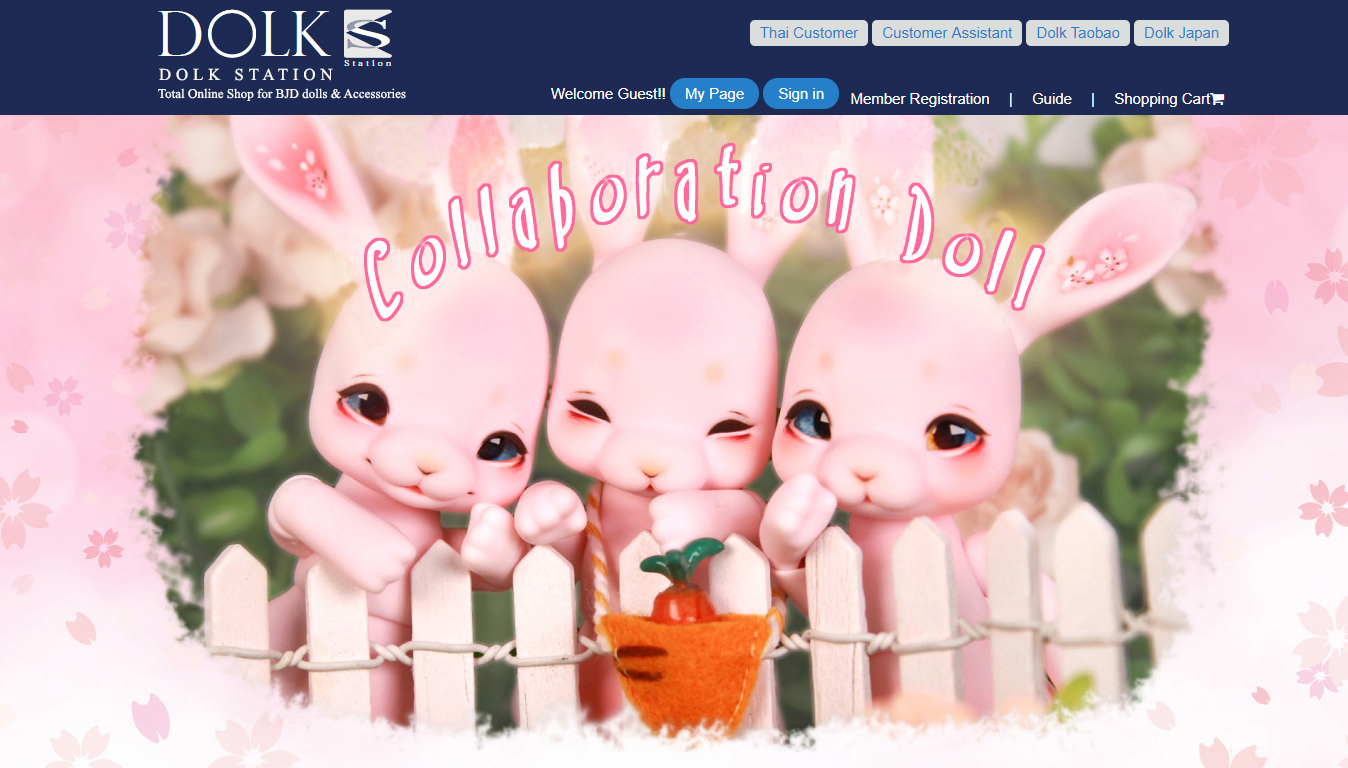 DOLK
Station
DOLK STATION
Total Online Shop for BJD dolls & Accessories
Thai Customer
Customer Assistant
Dolk Taobao
Dolk Japan
Welcome Guest!!
My Page
Sign in
Member Registration | Guide | Shopping Cart
Collaboration Doll